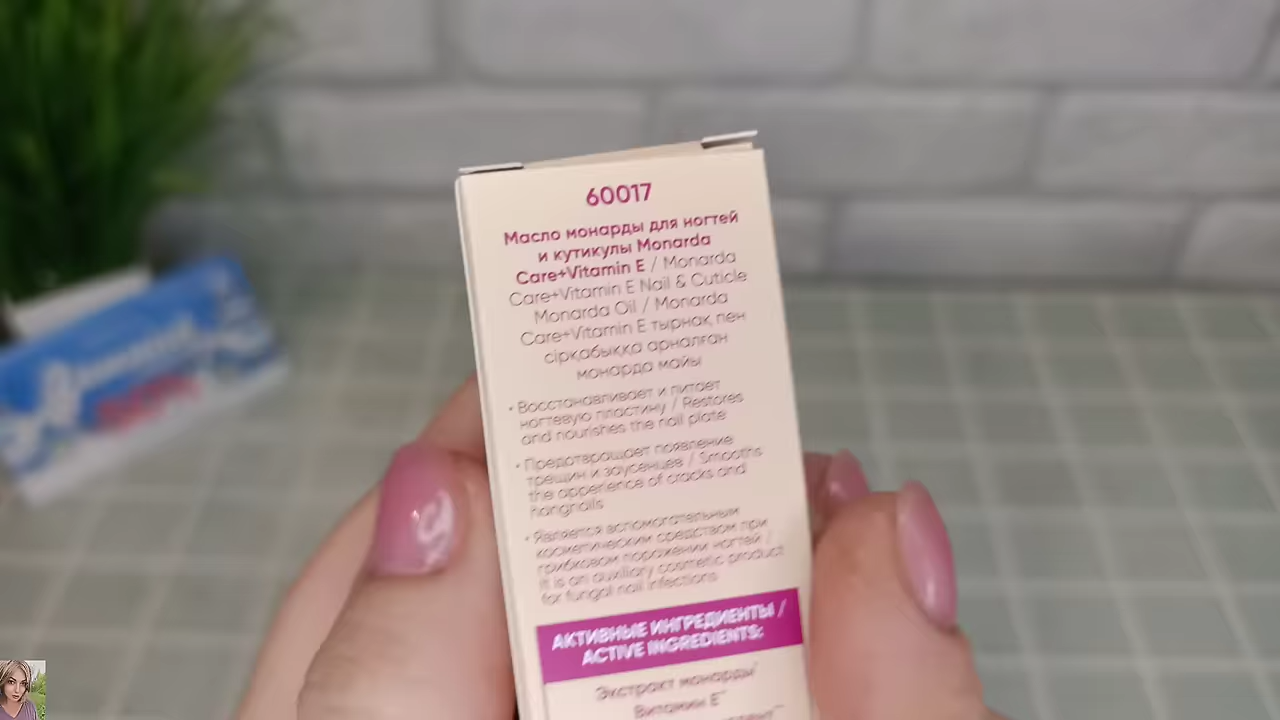 60017
Масло монарды для ногтей
и кутикулы Monarda
Care+Vitamin E / Monarda
Care+Vitamin E Nail & Cuticle
Monarda Oil / Monarda
Care+Vitamin E тырнақ пен
сірқабыққа арналған
монарда майы
• Восстанавливает и питает
ногтевую пластину / Restores
and nourishes the nail plate
• Предотвращает появление
трещин и заусенцев / Smooths
the apperience of cracks and
hangnails
• Является вспомогательным
косметическим средством при
грибковом поражении ногтей /
It is an auxiliary cosmetic product
for fungal nail infections
АКТИВНЫЕ ИНГРЕДИЕНТЫ /
ACTIVE INGREDIENTS:
Экстракт монарды*
Витамин Е**